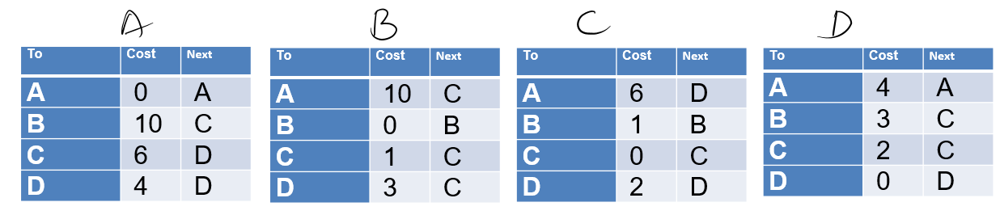 A B C D
To Cost Next To Cost Next To Cost Next To Cost Next
A 0 A A 10 C A 6 D A 4 A
B 10 C B 0 B B 1 B B 3 C
C 6 D C 1 C C 0 C C 2 C
D 4 D D 3 C D 2 D D 0 D